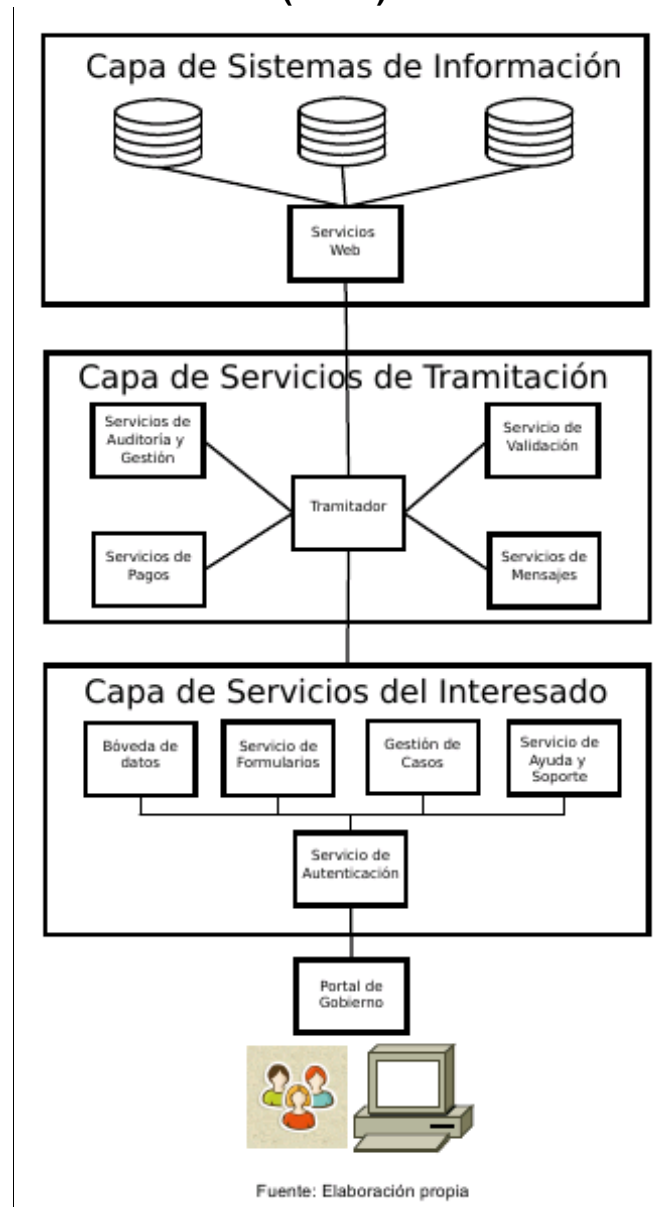 Capa de Sistemas de Información
Servicios
Web
Capa de Servicios de Tramitación
Servicios de
Auditoría y
Gestión
Servicio de
Validación
Tramitador
Servicios de
Pagos
Servicios de
Mensajes
Capa de Servicios del Interesado
Bóveda de
datos
Servicio de
Formularios
Gestión de
Casos
Servicio de
Ayuda y
Soporte
Servicio de
Autenticación
Portal de
Gobierno
Fuente: Elaboración propia